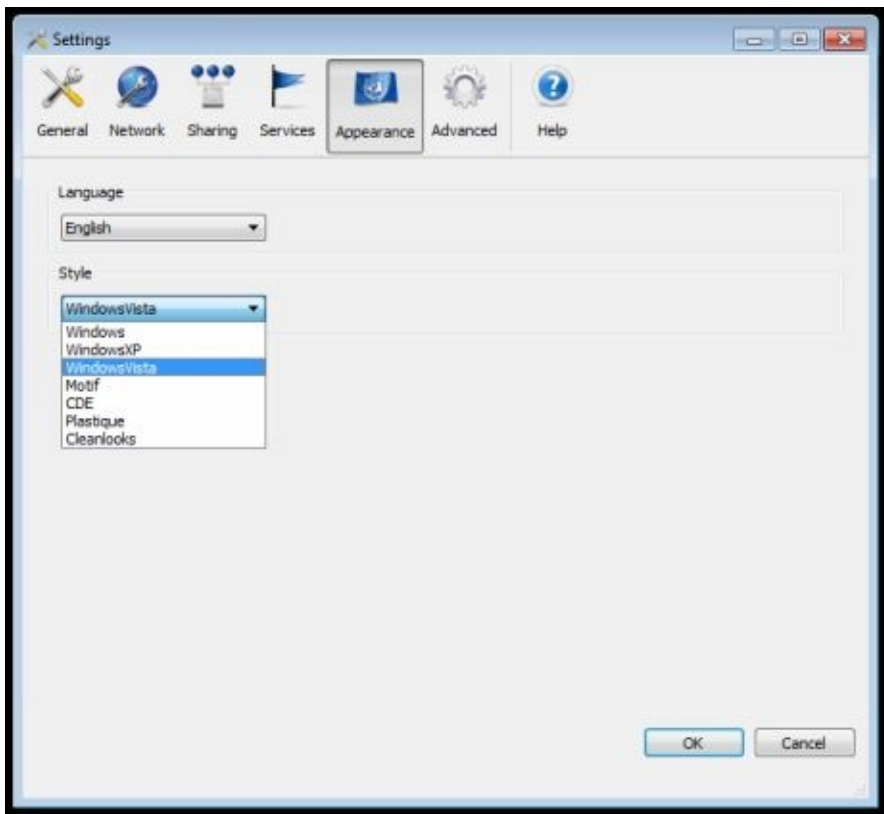 Settings
General Network Sharing Services Appearance Advanced Help
Language
English
Style
WindowsVista
Windows
WindowsXP
WindowsVista
Motif
CDE
Plastique
Cleanlooks
OK Cancel